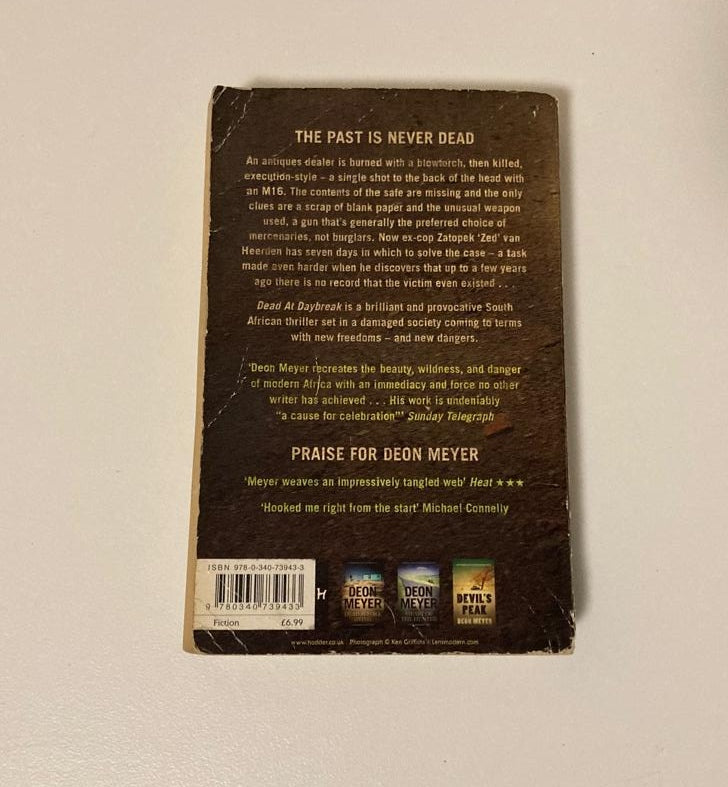 THE PAST IS NEVER DEAD
An antiques dealer is burned with a blowtorch, then killed,
execution-style – a single shot to the back of the head with
an M16. The contents of the safe are missing and the only
clues are a scrap of blank paper and the unusual weapon
used, a gun that's generally the preferred choice of
mercenaries, not burglars. Now ex-cop Zatopek 'Zed' van
Heerden has seven days in which to solve the case – a task
made even harder when he discovers that up to a few years
ago there is no record that the victim even existed . . .
Dead At Daybreak is a brilliant and provocative South
African thriller set in a damaged society coming to terms
with new freedoms – and new dangers.
'Deon Meyer recreates the beauty, wildness, and danger
of modern Africa with an immediacy and force no other
writer has achieved . . . His work is undeniably
"a cause for celebration"' Sunday Telegraph
PRAISE FOR DEON MEYER
'Meyer weaves an impressively tangled web' Heat ★★★
'Hooked me right from the start' Michael Connelly
ISBN 978-0-340-73943-3
9 780340 739433
Fiction £6.99
H
DEON
MEYER
DEON
MEYER
DEVIL'S
PEAK
DEON MEYER
www.hodder.co.uk Photograph © Ken Griffiths / Lensmodern.com